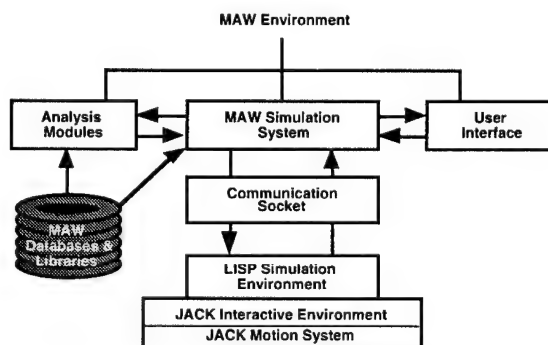 MAW Environment
Analysis
Modules
MAW Simulation
System
User
Interface
Communication
Socket
MAW
Databases &
Libraries
LISP Simulation
Environment
JACK Interactive Environment
JACK Motion System